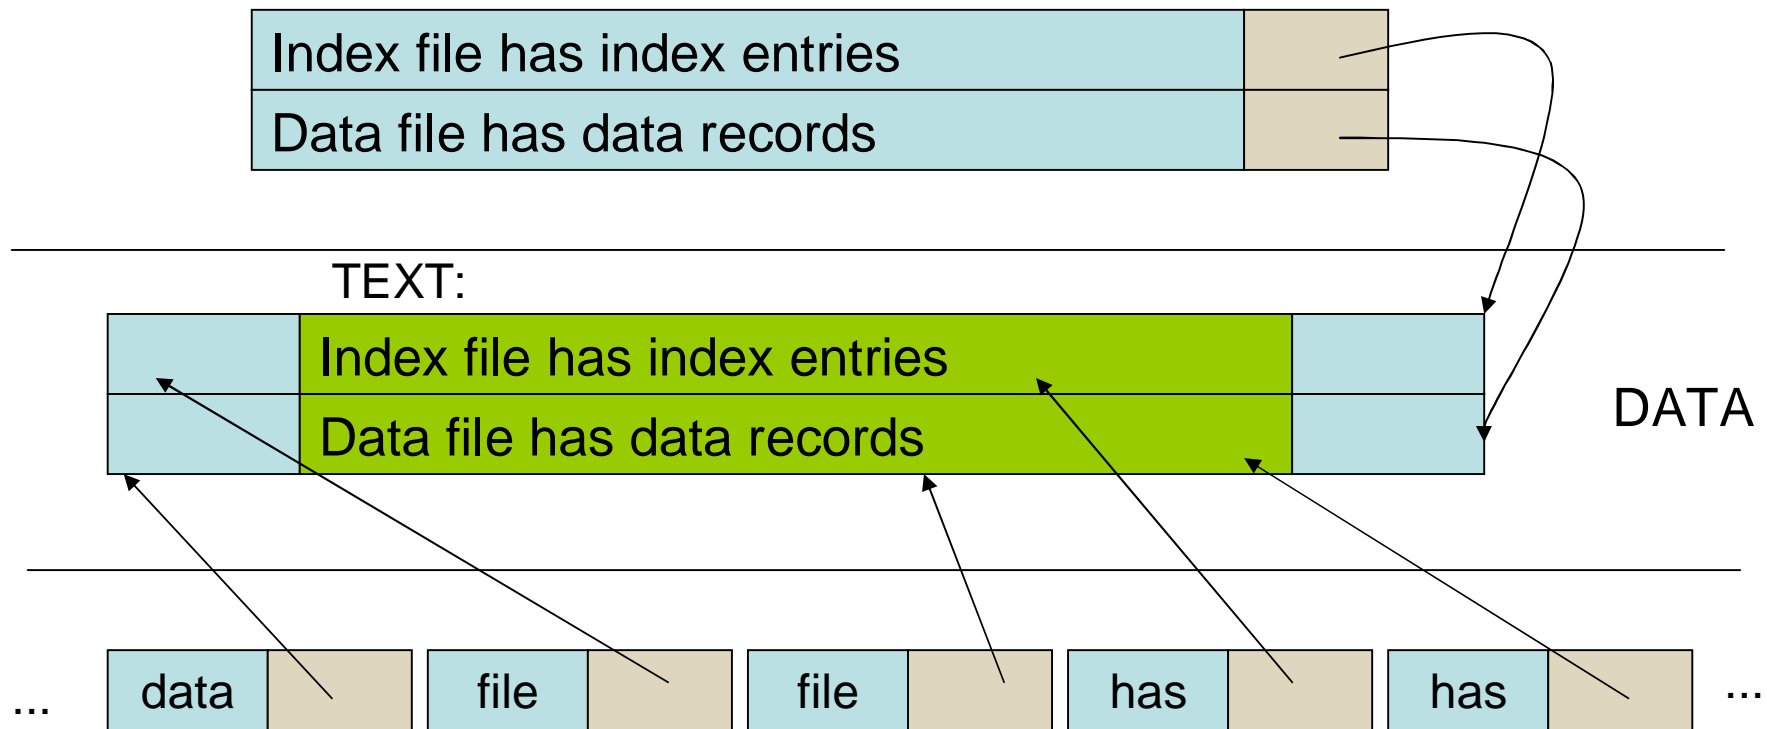 Index file has index entries
Data file has data records
TEXT:
Index file has index entries
Data file has data records
DATA
... data file file has has ...